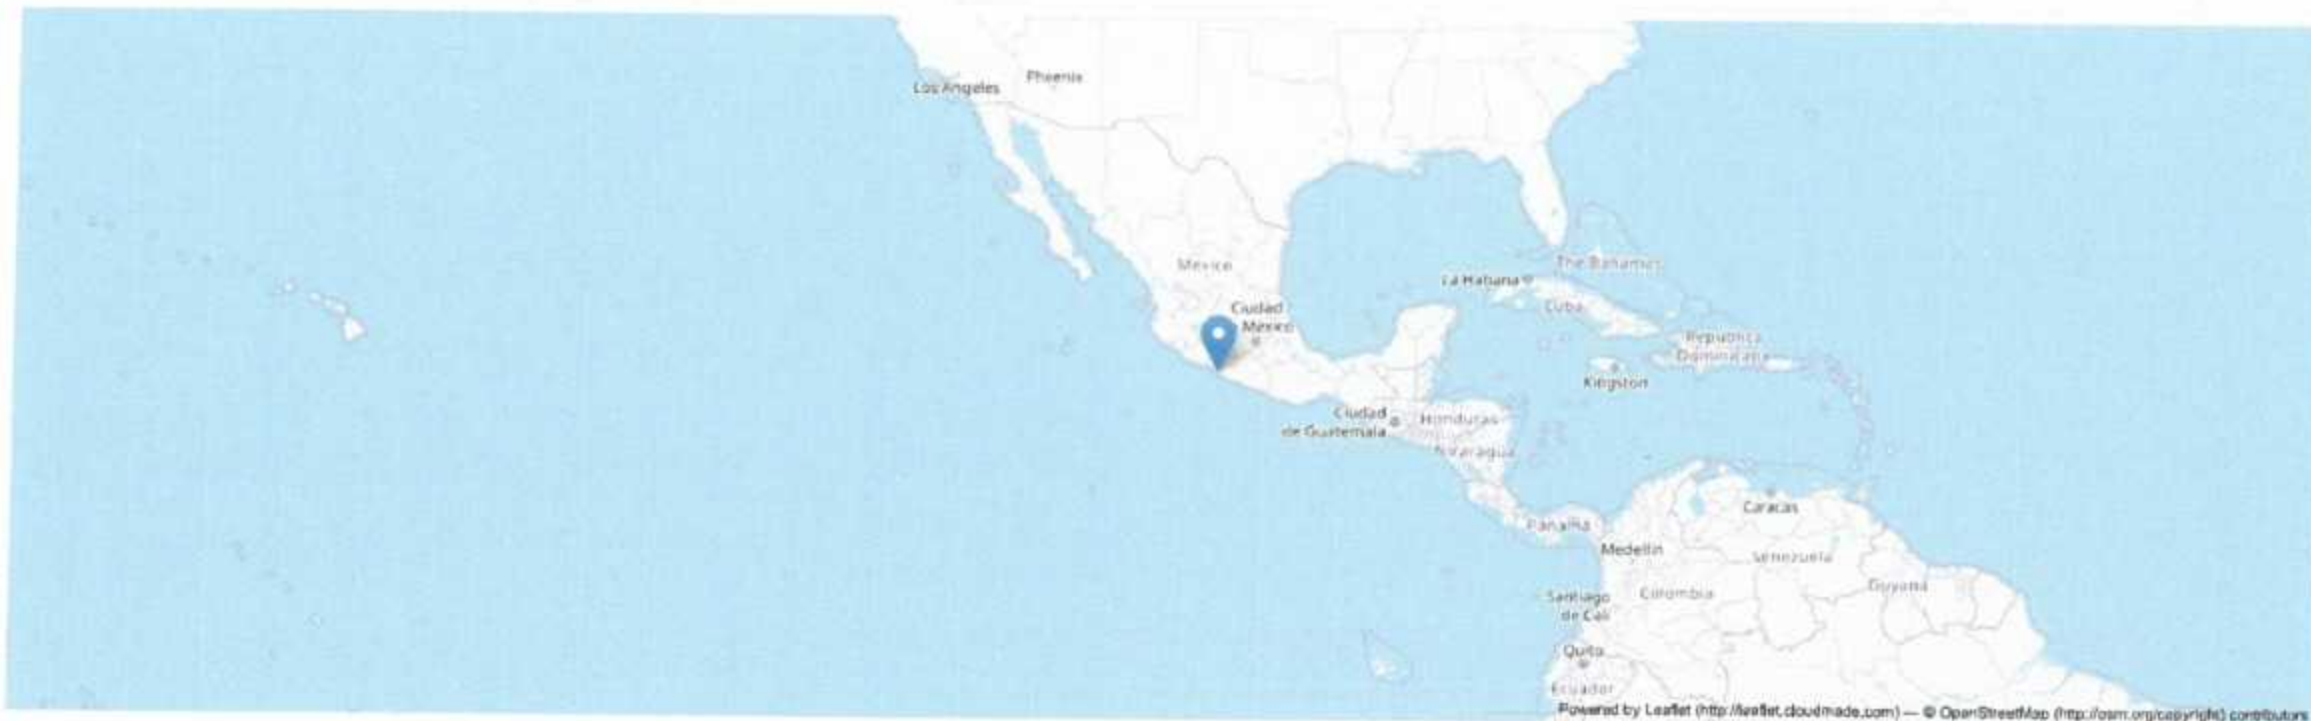 Los Angeles
Phoenix
Mexico
Ciudad
México
La Habana
The Bahamas
Cuba
República
Dominicana
Kingston
Ciudad
de Guatemala
Honduras
Nicaragua
Panamá
Caracas
Medellín
Venezuela
Guyana
Colombia
Santiago
de Cali
Quito
Ecuador
Powered by Leaflet (http://leaflet.cloudmade.com) — © OpenStreetMap (http://osm.org/copyright) contributors